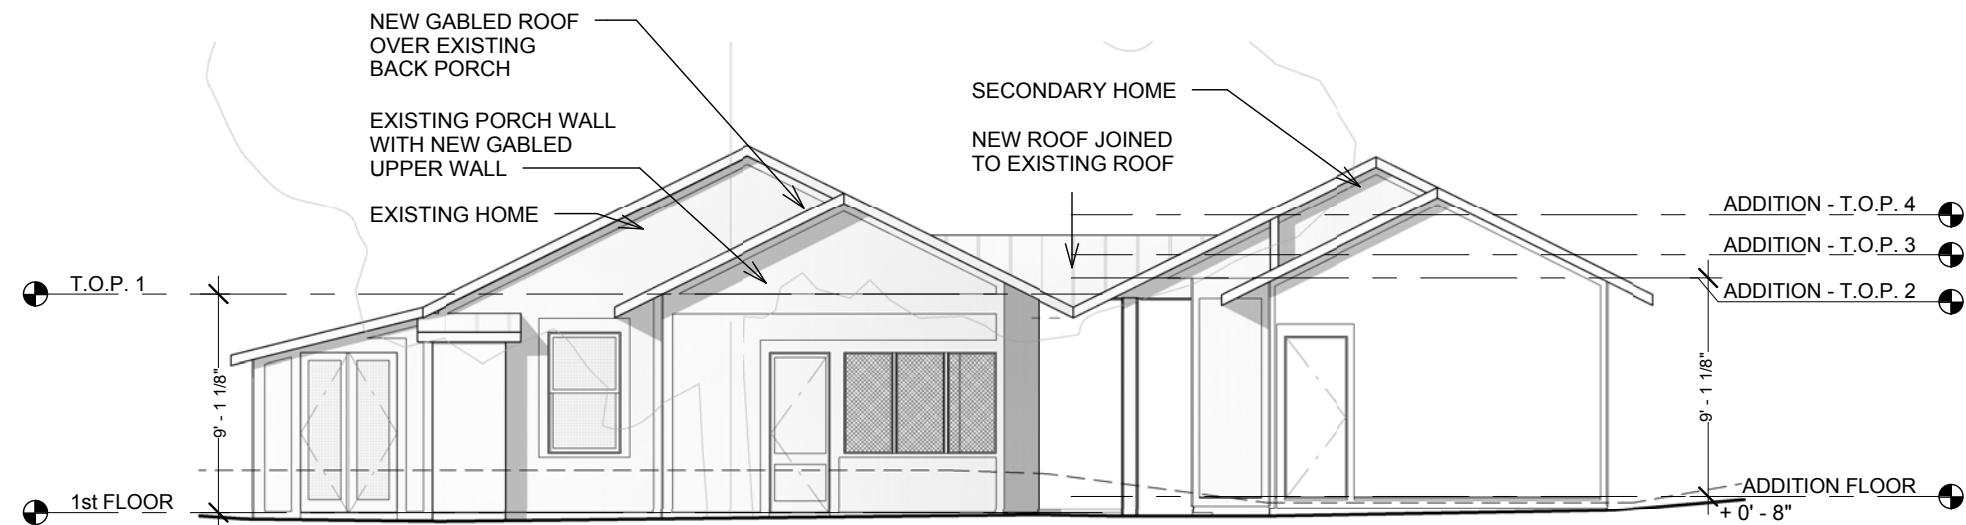 NEW GABLED ROOF
OVER EXISTING
BACK PORCH
EXISTING PORCH WALL
WITH NEW GABLED
UPPER WALL
EXISTING HOME
SECONDARY HOME
NEW ROOF JOINED
TO EXISTING ROOF
T.O.P. 1
9' - 1 1/8"
1st FLOOR
ADDITION - T.O.P. 4
ADDITION - T.O.P. 3
ADDITION - T.O.P. 2
9' - 1 1/8"
ADDITION FLOOR
+ 0' - 8"